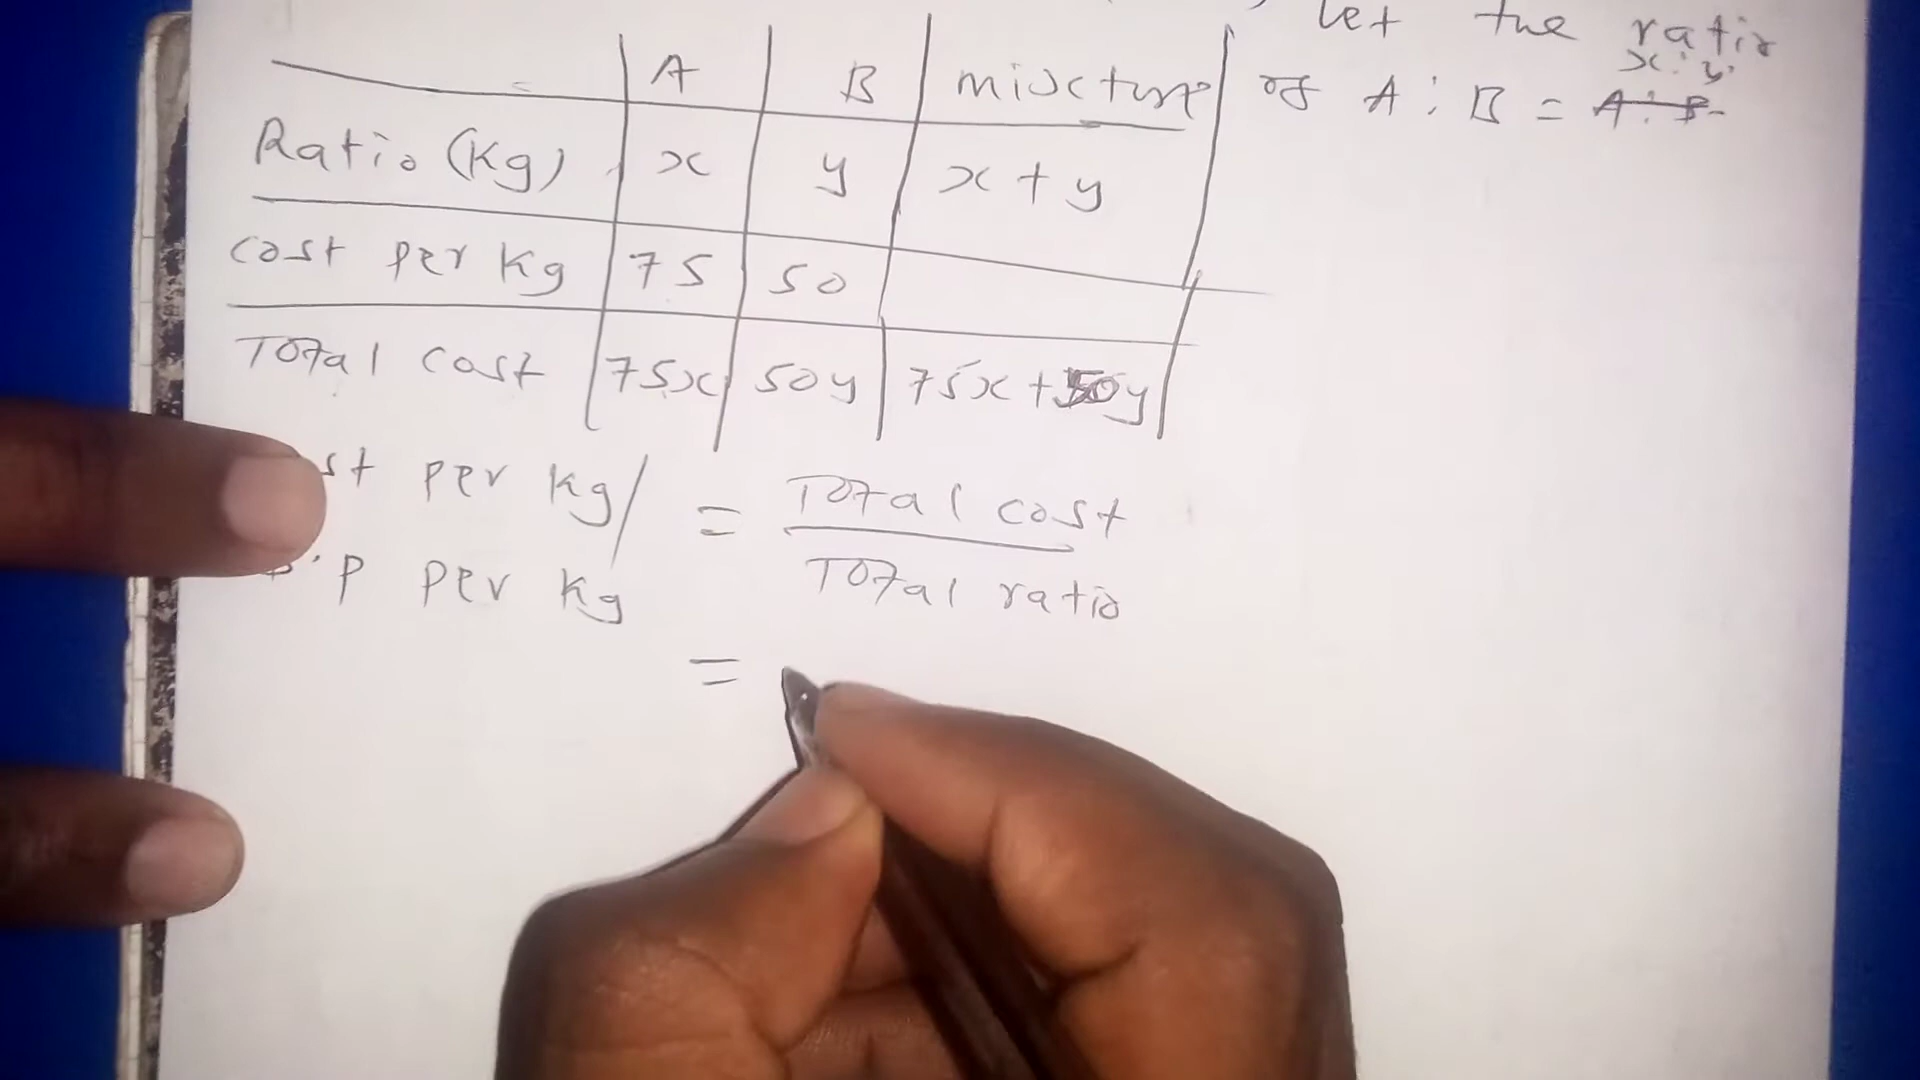 let the ratio
x : y
of A : B = A : B
A B mixture
Ratio (Kg) x y x + y
Cost per Kg 75 50
Total cost 75x 50y 75x + 50y
st per kg/ = Total cost
P per kg Total ratio
=